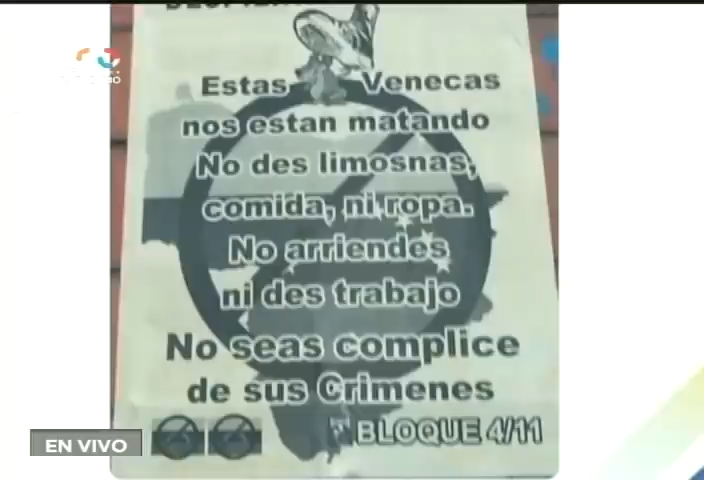 Estas Venecas
nos estan matando
No des limosnas,
comida, ni ropa.
No arriendes
ni des trabajo
No seas complice
de sus Crimenes
BLOQUE 4/11
EN VIVO